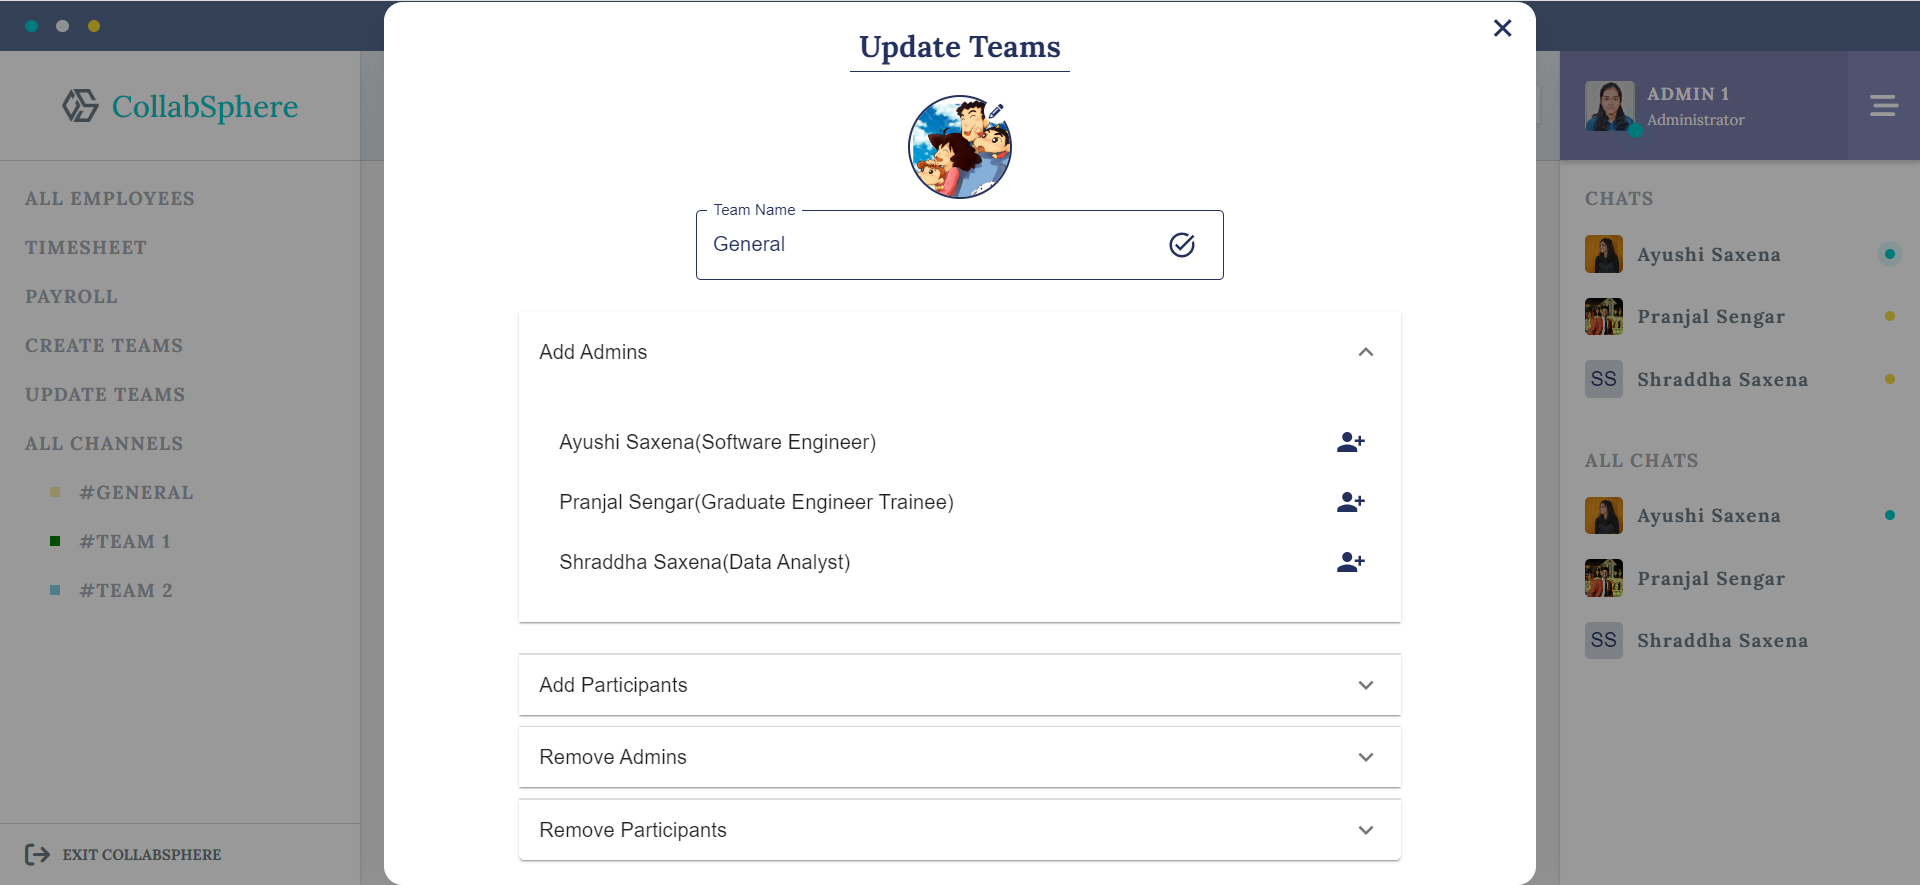 CollabSphere
ALL EMPLOYEES
TIMESHEET
PAYROLL
CREATE TEAMS
UPDATE TEAMS
ALL CHANNELS
#GENERAL
#TEAM 1
#TEAM 2
EXIT COLLABSPHERE
Update Teams
Team Name
General
Add Admins
Ayushi Saxena(Software Engineer)
Pranjal Sengar(Graduate Engineer Trainee)
Shraddha Saxena(Data Analyst)
Add Participants
Remove Admins
Remove Participants
ADMIN 1
Administrator
CHATS
Ayushi Saxena
Pranjal Sengar
SS Shraddha Saxena
ALL CHATS
Ayushi Saxena
Pranjal Sengar
SS Shraddha Saxena